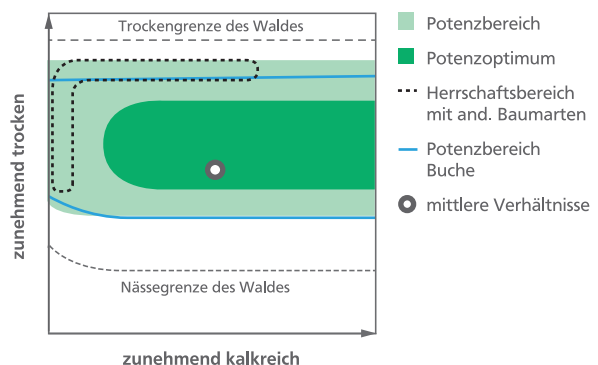 Trockengrenze des Waldes
Nässegrenze des Waldes
zunehmend trocken
zunehmend kalkreich
Potenzbereich
Potenzoptimum
Herrschaftsbereich
mit and. Baumarten
Potenzbereich
Buche
mittlere Verhältnisse